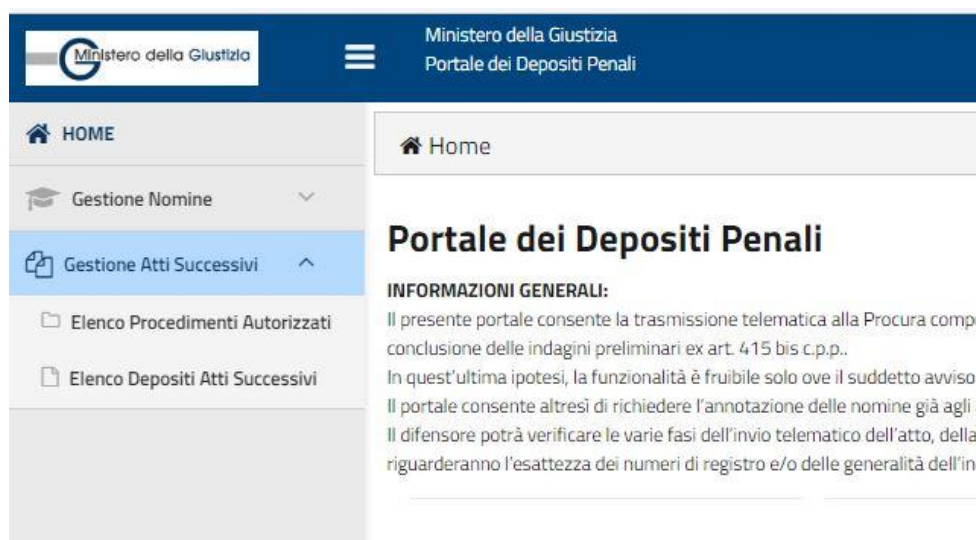 Ministero della Giustizia
Ministero della Giustizia
Portale dei Depositi Penali
HOME
Gestione Nomine
Gestione Atti Successivi
Elenco Procedimenti Autorizzati
Elenco Depositi Atti Successivi
Home
Portale dei Depositi Penali
INFORMAZIONI GENERALI:
Il presente portale consente la trasmissione telematica alla Procura comp
conclusione delle indagini preliminari ex art. 415 bis c.p.p..
In quest'ultima ipotesi, la funzionalità è fruibile solo ove il suddetto avviso
Il portale consente altresì di richiedere l'annotazione delle nomine già agli
Il difensore potrà verificare le varie fasi dell'invio telematico dell'atto, della
riguarderanno l'esattezza dei numeri di registro e/o delle generalità dell'in